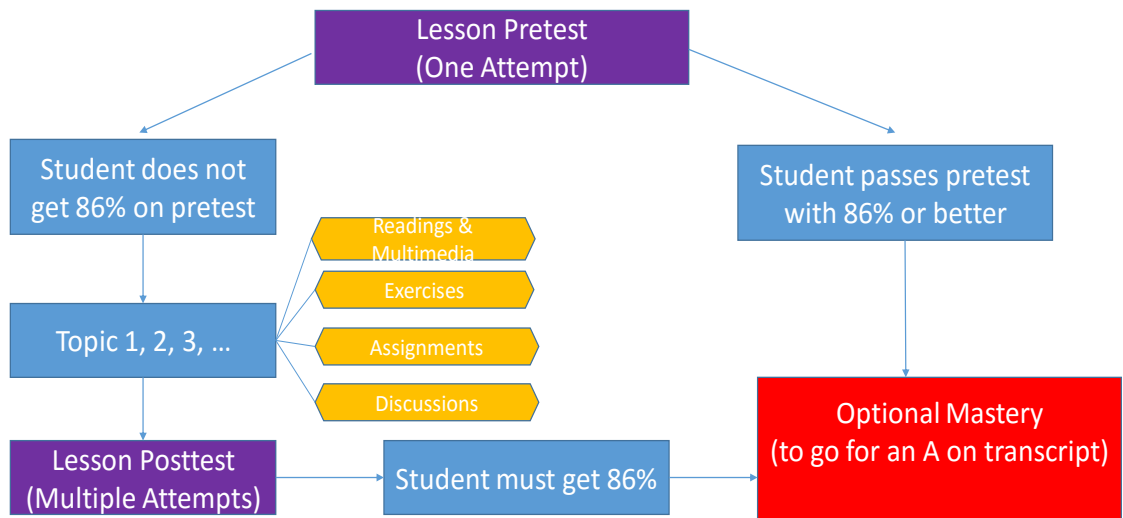 Lesson Pretest
(One Attempt)
Student does not
get 86% on pretest
Student passes pretest
with 86% or better
Readings &
Multimedia
Exercises
Topic 1, 2, 3, …
Assignments
Discussions
Optional Mastery
(to go for an A on transcript)
Lesson Posttest
(Multiple Attempts)
Student must get 86%